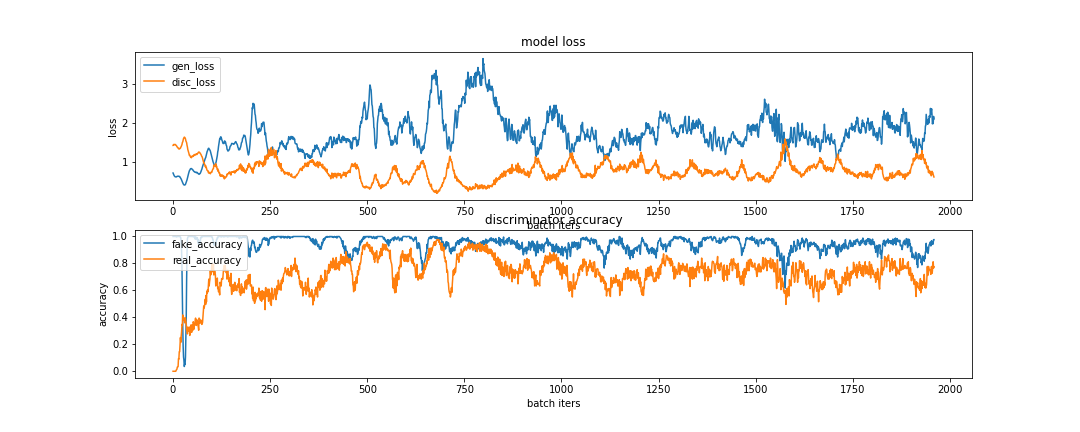 model loss
gen_loss
disc_loss
loss
3
2
1
0 250 500 750 1000 1250 1500 1750 2000
batch iters
discriminator accuracy
fake_accuracy
real_accuracy
accuracy
1.0
0.8
0.6
0.4
0.2
0.0
0 250 500 750 1000 1250 1500 1750 2000
batch iters